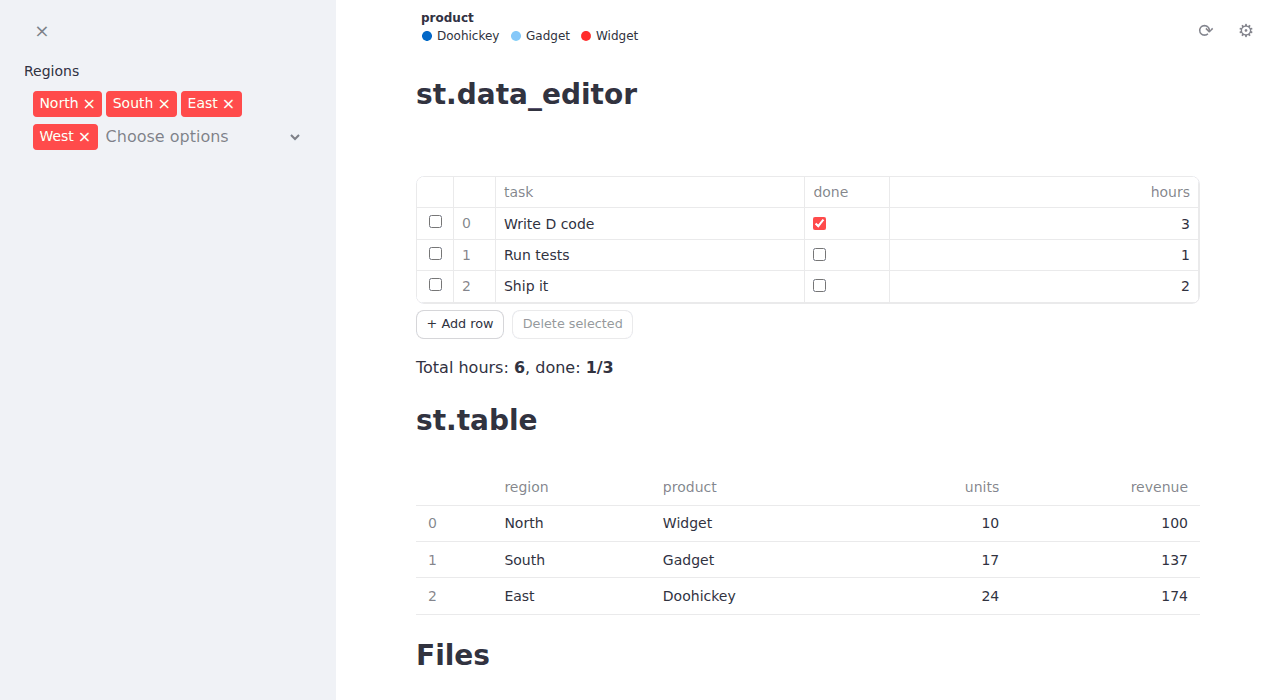 Regions
North South East
West Choose options
product
Doohickey Gadget Widget
st.data_editor
task done hours
0 Write D code 3
1 Run tests 1
2 Ship it 2
+ Add row Delete selected
Total hours: 6, done: 1/3
st.table
region product units revenue
0 North Widget 10 100
1 South Gadget 17 137
2 East Doohickey 24 174
Files